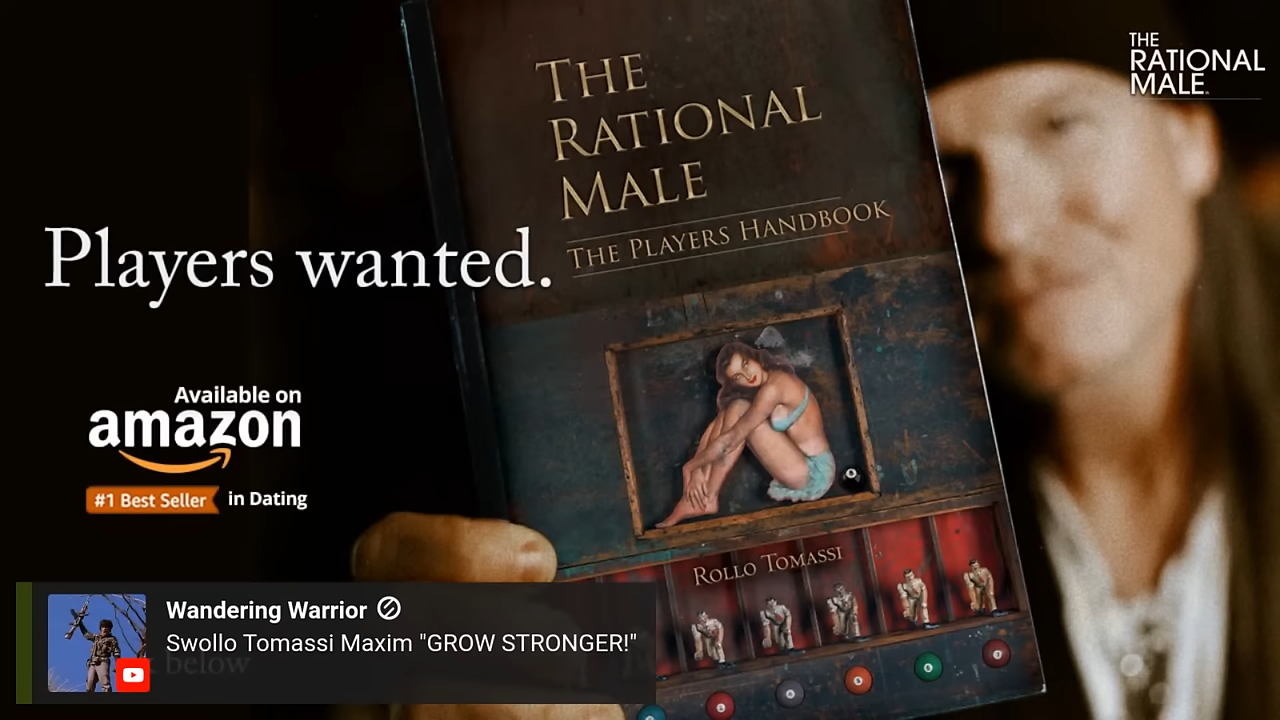 THE
RATIONAL
MALE
Players wanted.
Available on
amazon
#1 Best Seller in Dating
THE
RATIONAL
MALE
THE PLAYERS HANDBOOK
ROLLO TOMASSI
Wandering Warrior
Swollo Tomassi Maxim "GROW STRONGER!"
below